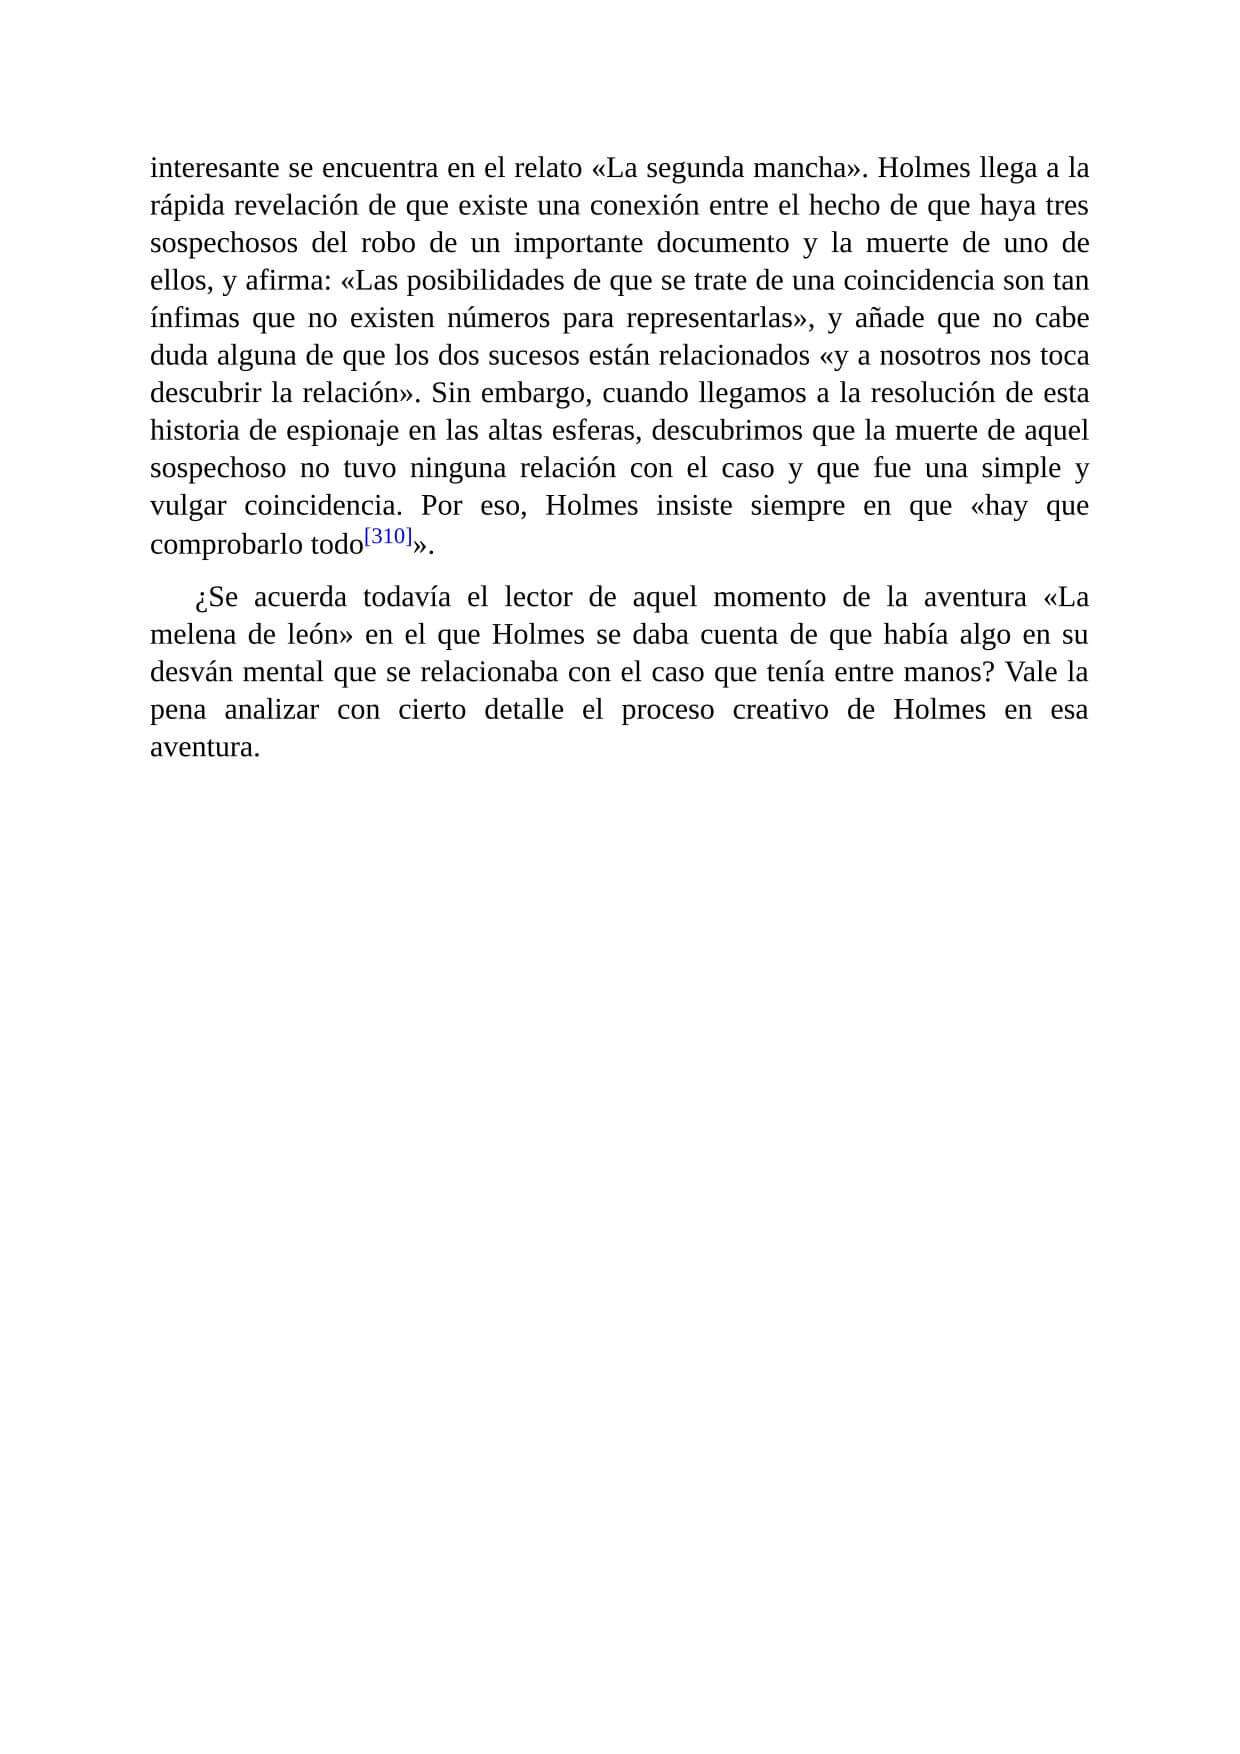 interesante se encuentra en el relato «La segunda mancha». Holmes llega a la
rápida revelación de que existe una conexión entre el hecho de que haya tres
sospechosos del robo de un importante documento y la muerte de uno de
ellos, y afirma: «Las posibilidades de que se trate de una coincidencia son tan
ínfimas que no existen números para representarlas», y añade que no cabe
duda alguna de que los dos sucesos están relacionados «y a nosotros nos toca
descubrir la relación». Sin embargo, cuando llegamos a la resolución de esta
historia de espionaje en las altas esferas, descubrimos que la muerte de aquel
sospechoso no tuvo ninguna relación con el caso y que fue una simple y
vulgar coincidencia. Por eso, Holmes insiste siempre en que «hay que
comprobarlo todo[310]».
¿Se acuerda todavía el lector de aquel momento de la aventura «La
melena de león» en el que Holmes se daba cuenta de que había algo en su
desván mental que se relacionaba con el caso que tenía entre manos? Vale la
pena analizar con cierto detalle el proceso creativo de Holmes en esa
aventura.